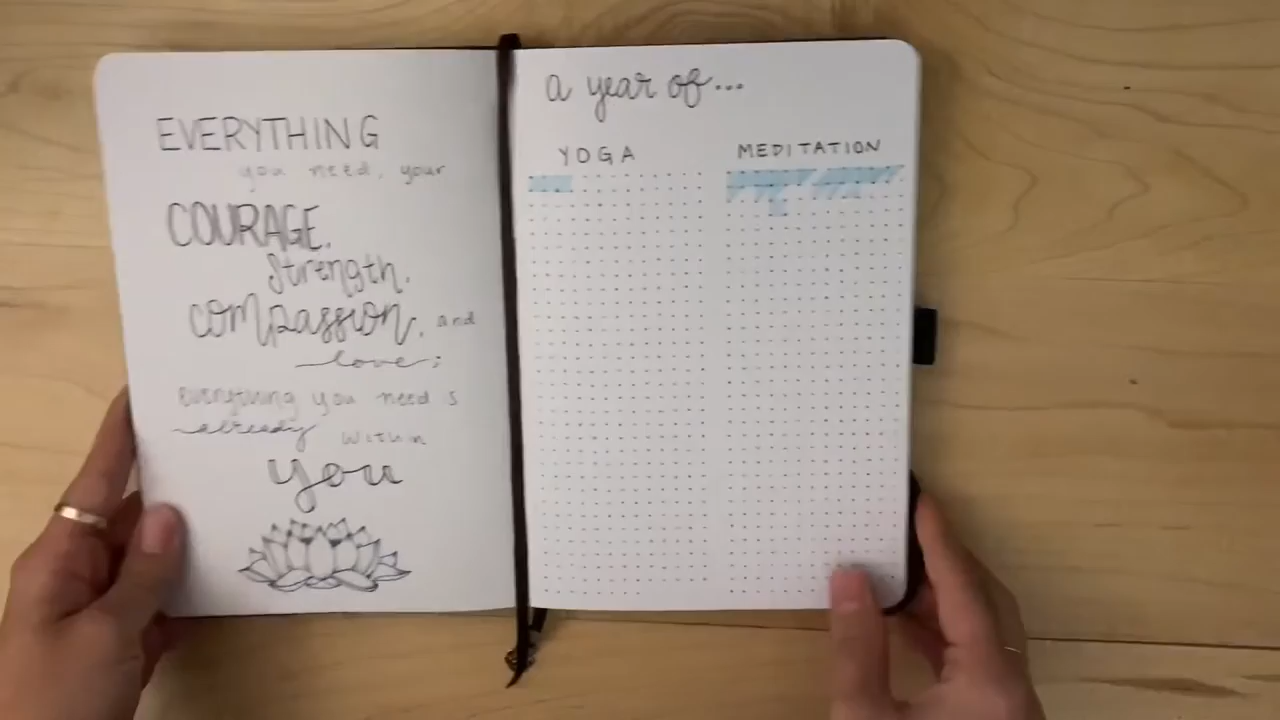 EVERYTHING
you need, your
COURAGE,
strength,
compassion, and
love;
everything you need is
already within
you
a year of...
YOGA
MEDITATION